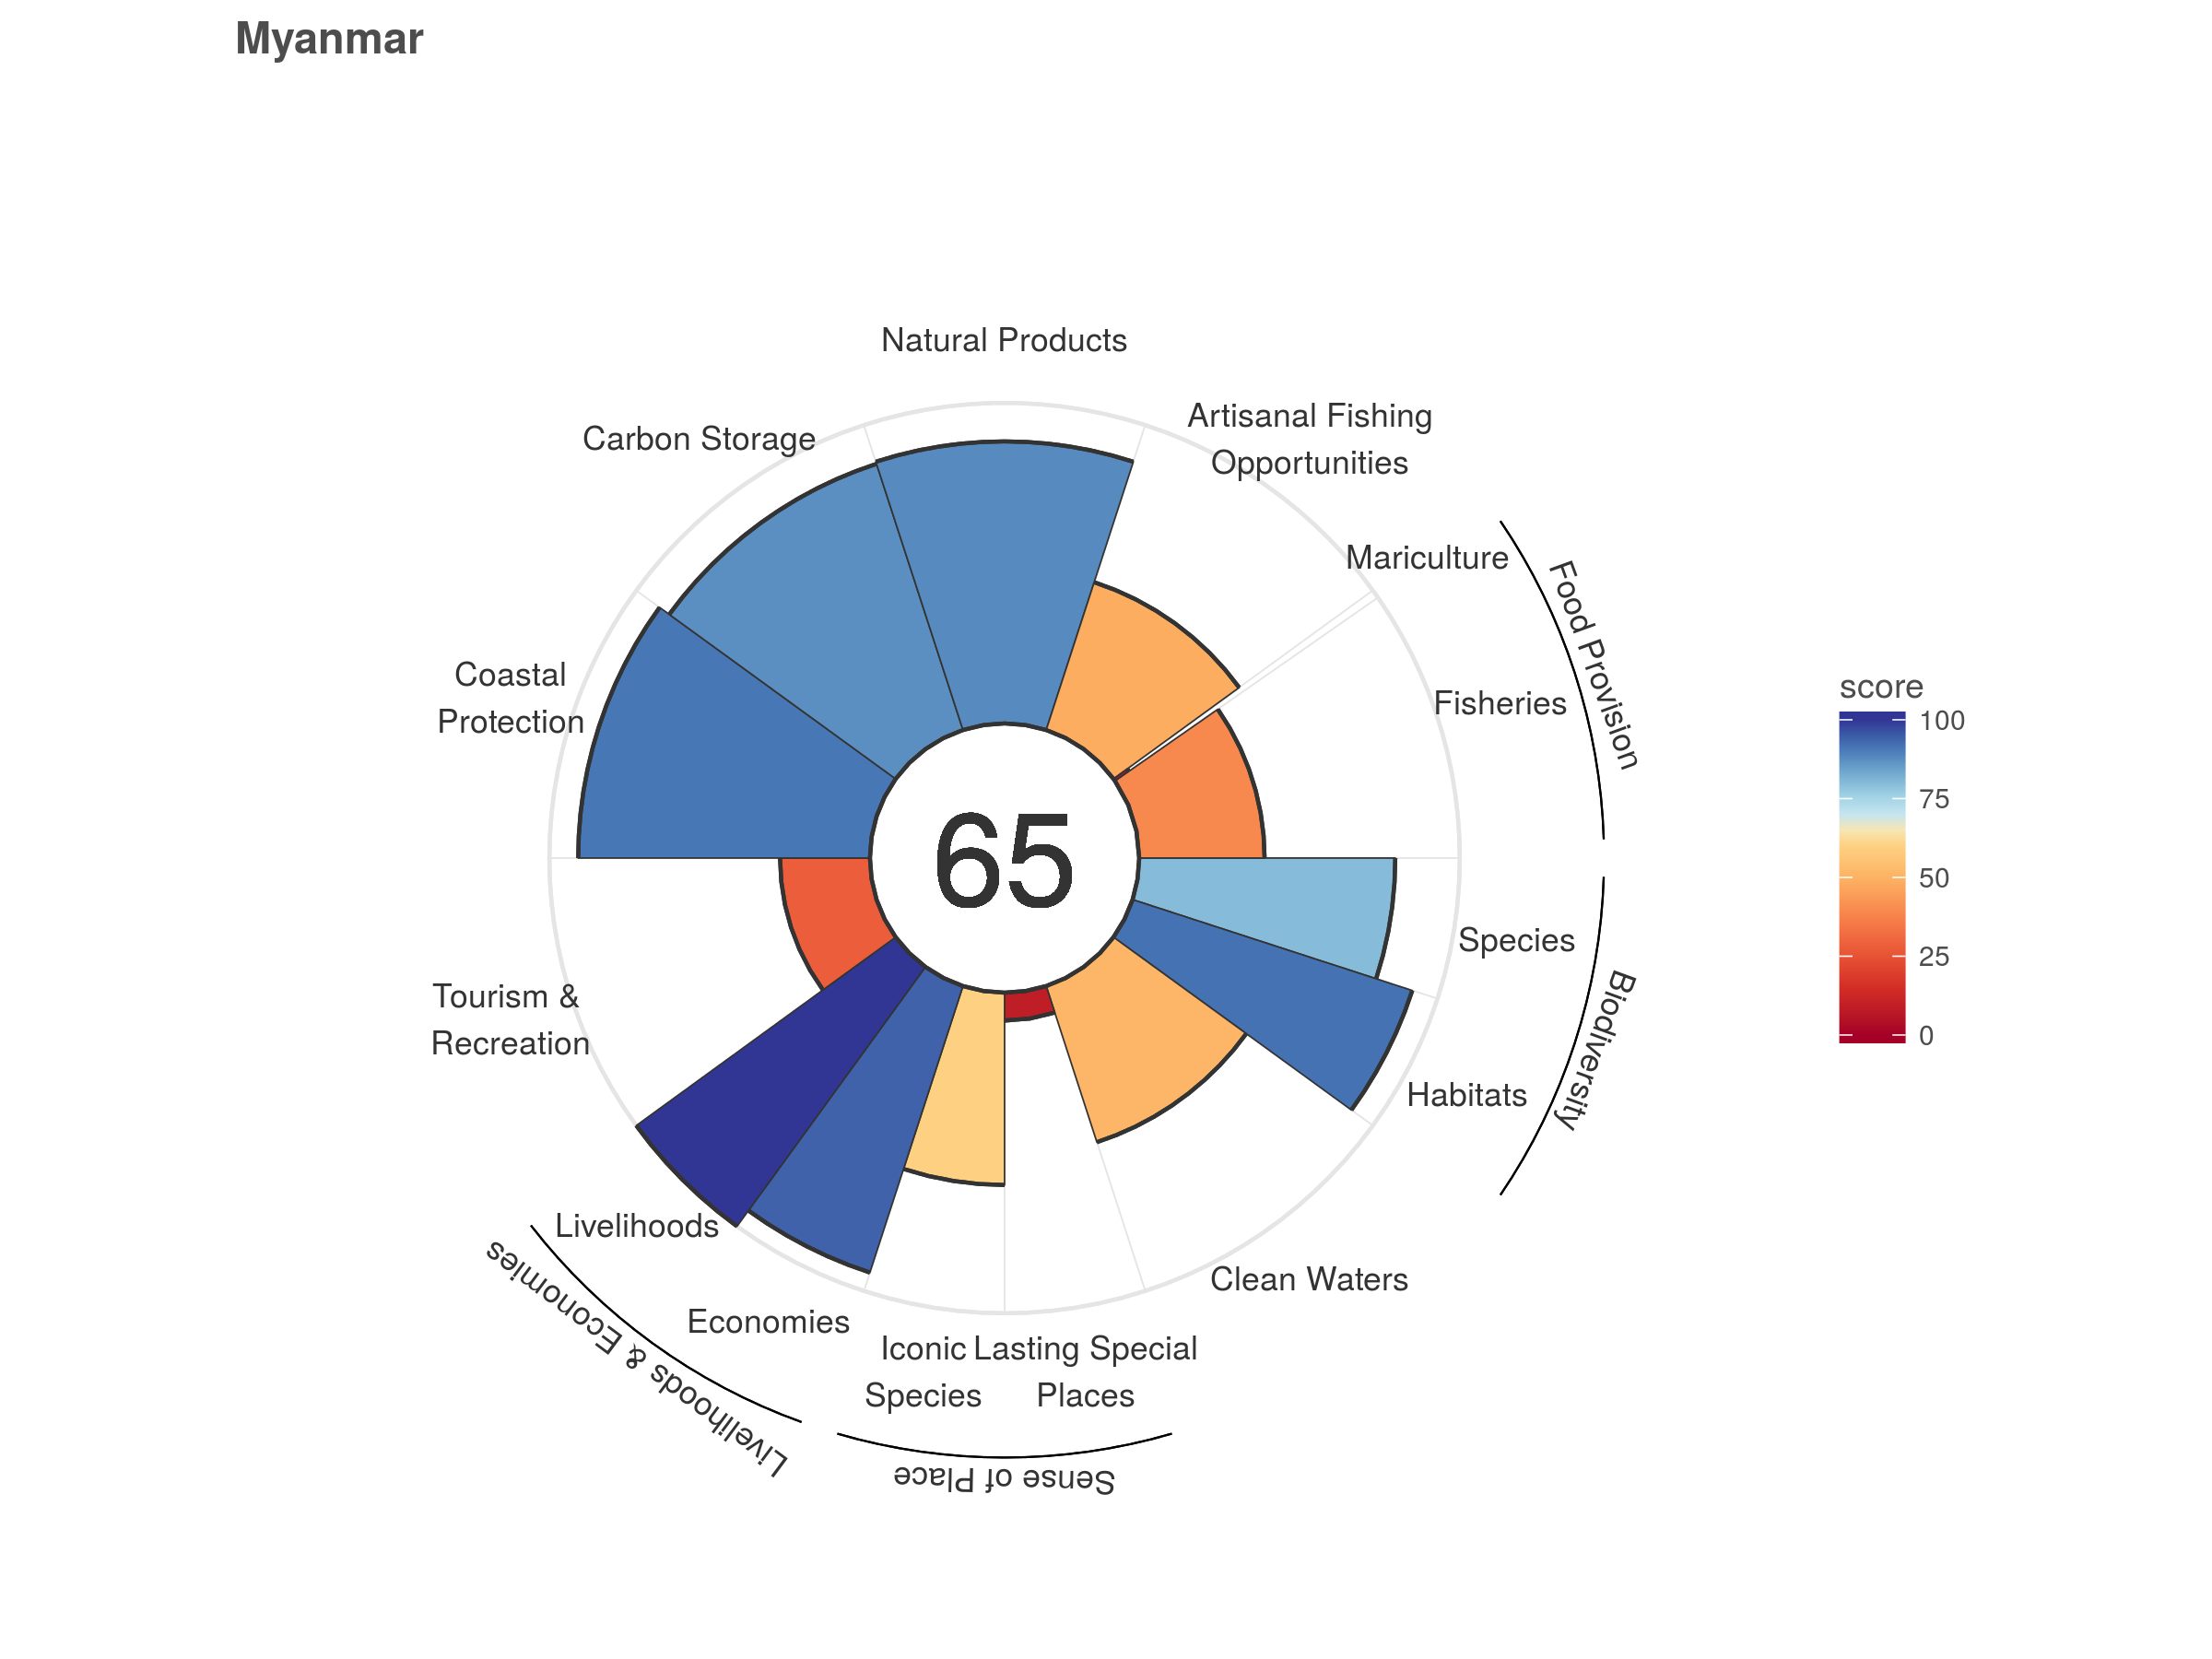 Myanmar
Natural Products
Artisanal Fishing
Opportunities
Carbon Storage
Mariculture
Food Provision
Fisheries
Coastal
Protection
score
100
75
50
25
0
65
Species
Biodiversity
Habitats
Tourism &
Recreation
Livelihoods
Clean Waters
Economies
Livelihoods & Economies
Iconic
Species
Lasting Special
Places
Sense of Place